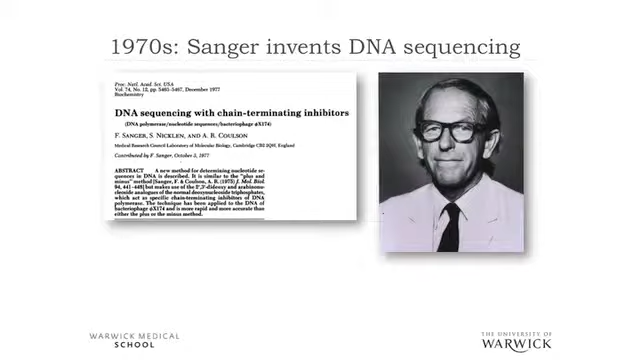 1970s: Sanger invents DNA sequencing
Proc. Natl. Acad. Sci. USA
Vol. 74, No. 12, pp. 5463-5467, December 1977
Biochemistry
DNA sequencing with chain-terminating inhibitors
(DNA polymerase/nucleotide sequences/bacteriophage φX174)
F. SANGER, S. NICKLEN, AND A. R. COULSON
Medical Research Council Laboratory of Molecular Biology, Cambridge CB2 2QH, England
Contributed by F. Sanger, October 3, 1977
ABSTRACT A new method for determining nucleotide se-
quences in DNA is described. It is similar to the "plus and
minus" method [Sanger, F. & Coulson, A. R. (1975) J. Mol. Biol.
94, 441-448] but makes use of the 2',3'-dideoxy and arabinonu-
cleoside analogues of the normal deoxynucleoside triphosphates,
which act as specific chain-terminating inhibitors of DNA
polymerase. The technique has been applied to the DNA of
bacteriophage φX174 and is more rapid and more accurate than
either the plus or the minus method.
WARWICK MEDICAL
SCHOOL
THE UNIVERSITY OF
WARWICK